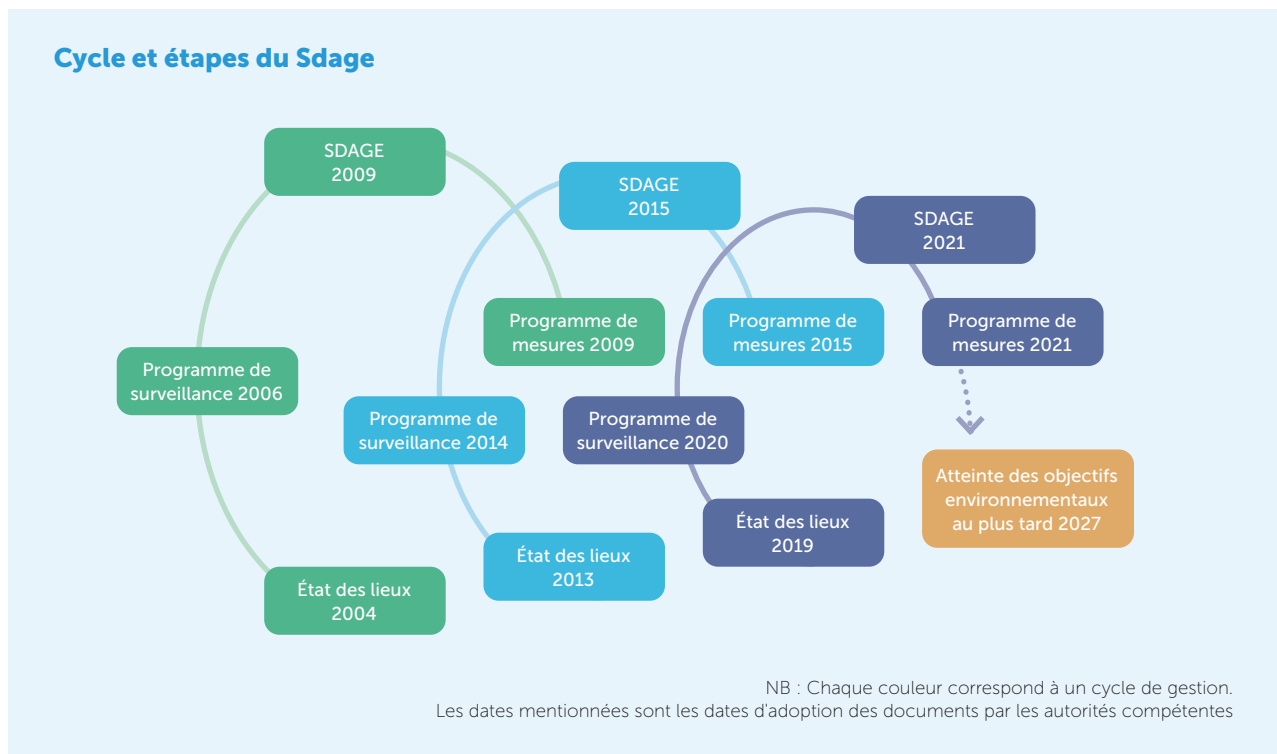 Cycle et étapes du Sdage
SDAGE
2009
Programme de
mesures 2009
Programme de
surveillance 2006
État des lieux
2004
SDAGE
2015
Programme de
mesures 2015
Programme de
surveillance 2014
État des lieux
2013
SDAGE
2021
Programme de
mesures 2021
Programme de
surveillance 2020
État des lieux
2019
Atteinte des objectifs
environnementaux
au plus tard 2027
NB : Chaque couleur correspond à un cycle de gestion.
Les dates mentionnées sont les dates d'adoption des documents par les autorités compétentes